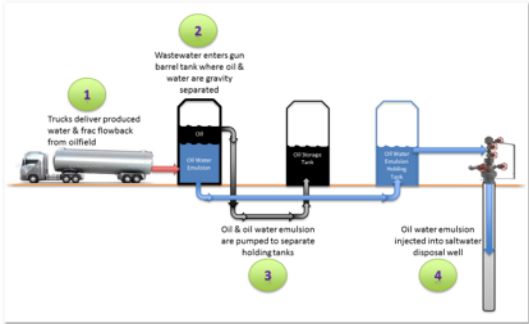 1
Trucks deliver produced
water & frac flowback
from oilfield
2
Wastewater enters gun
barrel tank where oil &
water are gravity
separated
Oil
Oil Water
Emulsion
Oil Storage
Tank
Oil Water
Emulsion
Holding
Tank
Oil & oil water emulsion
are pumped to separate
holding tanks
3
Oil water emulsion
injected into saltwater
disposal well
4